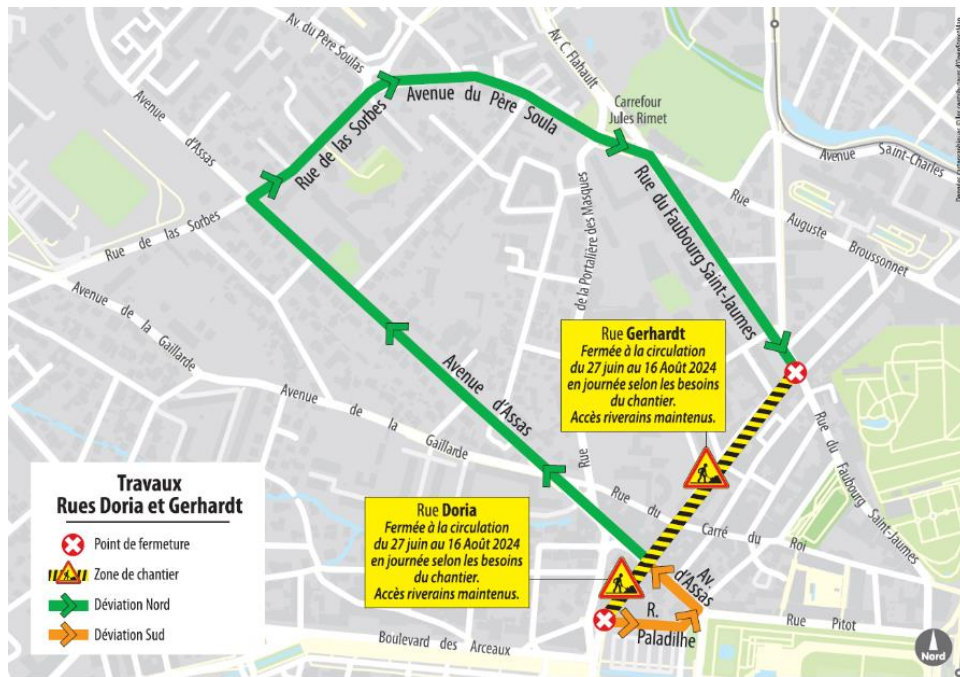 Av. du Père Soulas
Av. C. Flahault
Avenue
d'Assas
Rue de las Sorbes
Avenue du Père Soula
Carrefour
Jules Rimet
Avenue Saint-Charles
Rue de las Sorbes
Rue du Faubourg Saint-Jaumes
Rue Auguste Broussonnet
Rue de la Portalière des Masques
Avenue de la Gaillarde
Avenue de la Gaillarde
Avenue d'Assas
Rue Gerhardt
Fermée à la circulation
du 27 juin au 16 Août 2024
en journée selon les besoins
du chantier.
Accès riverains maintenus.
Rue du Faubourg Saint-Jaumes
Rue du Carré du Roi
Rue Doria
Fermée à la circulation
du 27 juin au 16 Août 2024
en journée selon les besoins
du chantier.
Accès riverains maintenus.
Av.
d'Assas
R.
Paladilhe
Rue Pitot
Boulevard des Arceaux
Travaux
Rues Doria et Gerhardt
Point de fermeture
Zone de chantier
Déviation Nord
Déviation Sud
Nord